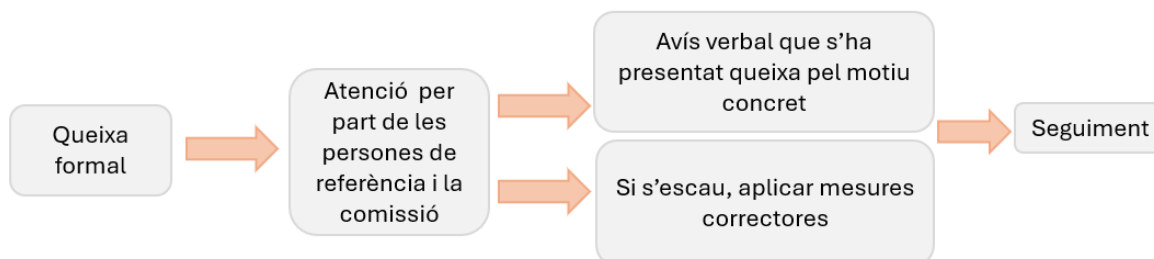 Queixa
formal
Atenció per
part de les
persones de
referència i la
comissió
Avís verbal que s’ha
presentat queixa pel motiu
concret
Si s’escau, aplicar mesures
correctores
Seguiment